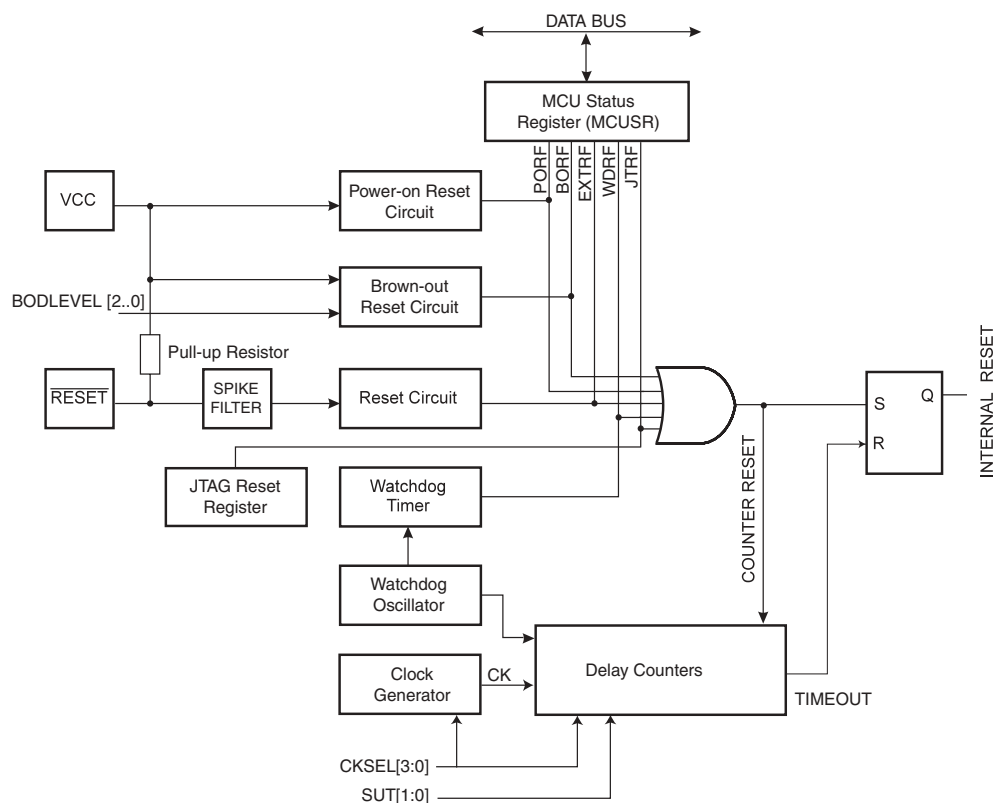 DATA BUS
MCU Status
Register (MCUSR)
PORF
BORF
EXTRF
WDRF
JTRF
VCC
Power-on Reset
Circuit
BODLEVEL [2..0]
Brown-out
Reset Circuit
Pull-up Resistor
RESET
SPIKE
FILTER
Reset Circuit
JTAG Reset
Register
Watchdog
Timer
Watchdog
Oscillator
Clock
Generator
CK
Delay Counters
COUNTER RESET
S
Q
R
INTERNAL RESET
TIMEOUT
CKSEL[3:0]
SUT[1:0]